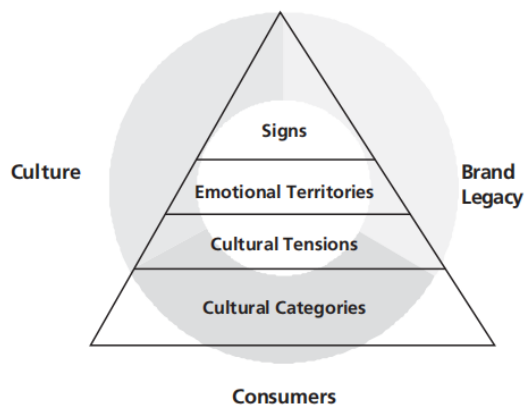 Signs
Culture
Emotional Territories
Brand
Legacy
Cultural Tensions
Cultural Categories
Consumers